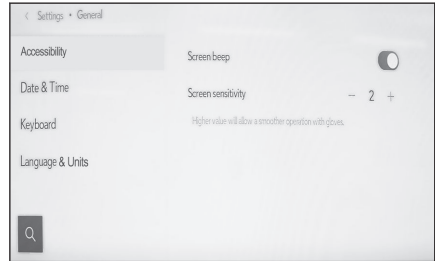 < Settings • General
Accessibility
Screen beep
Date & Time
Screen sensitivity
− 2 +
Higher value will allow a smoother operation with gloves.
Keyboard
Language & Units